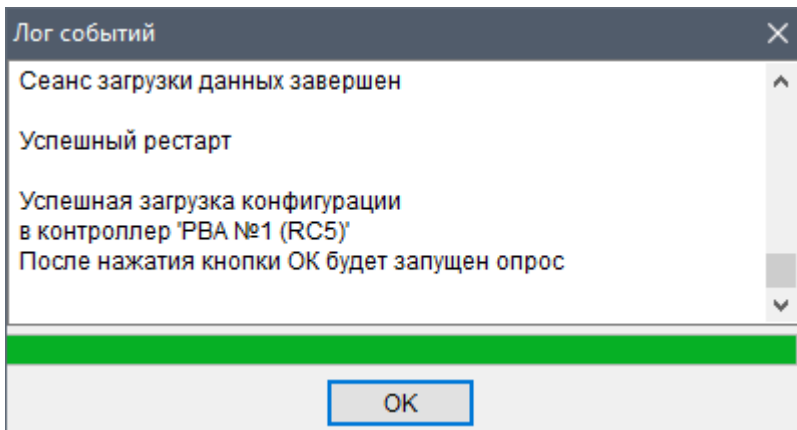 Лог событий
Сеанс загрузки данных завершен
Успешный рестарт
Успешная загрузка конфигурации
в контроллер 'РВА №1 (RC5)'
После нажатия кнопки ОК будет запущен опрос
OK